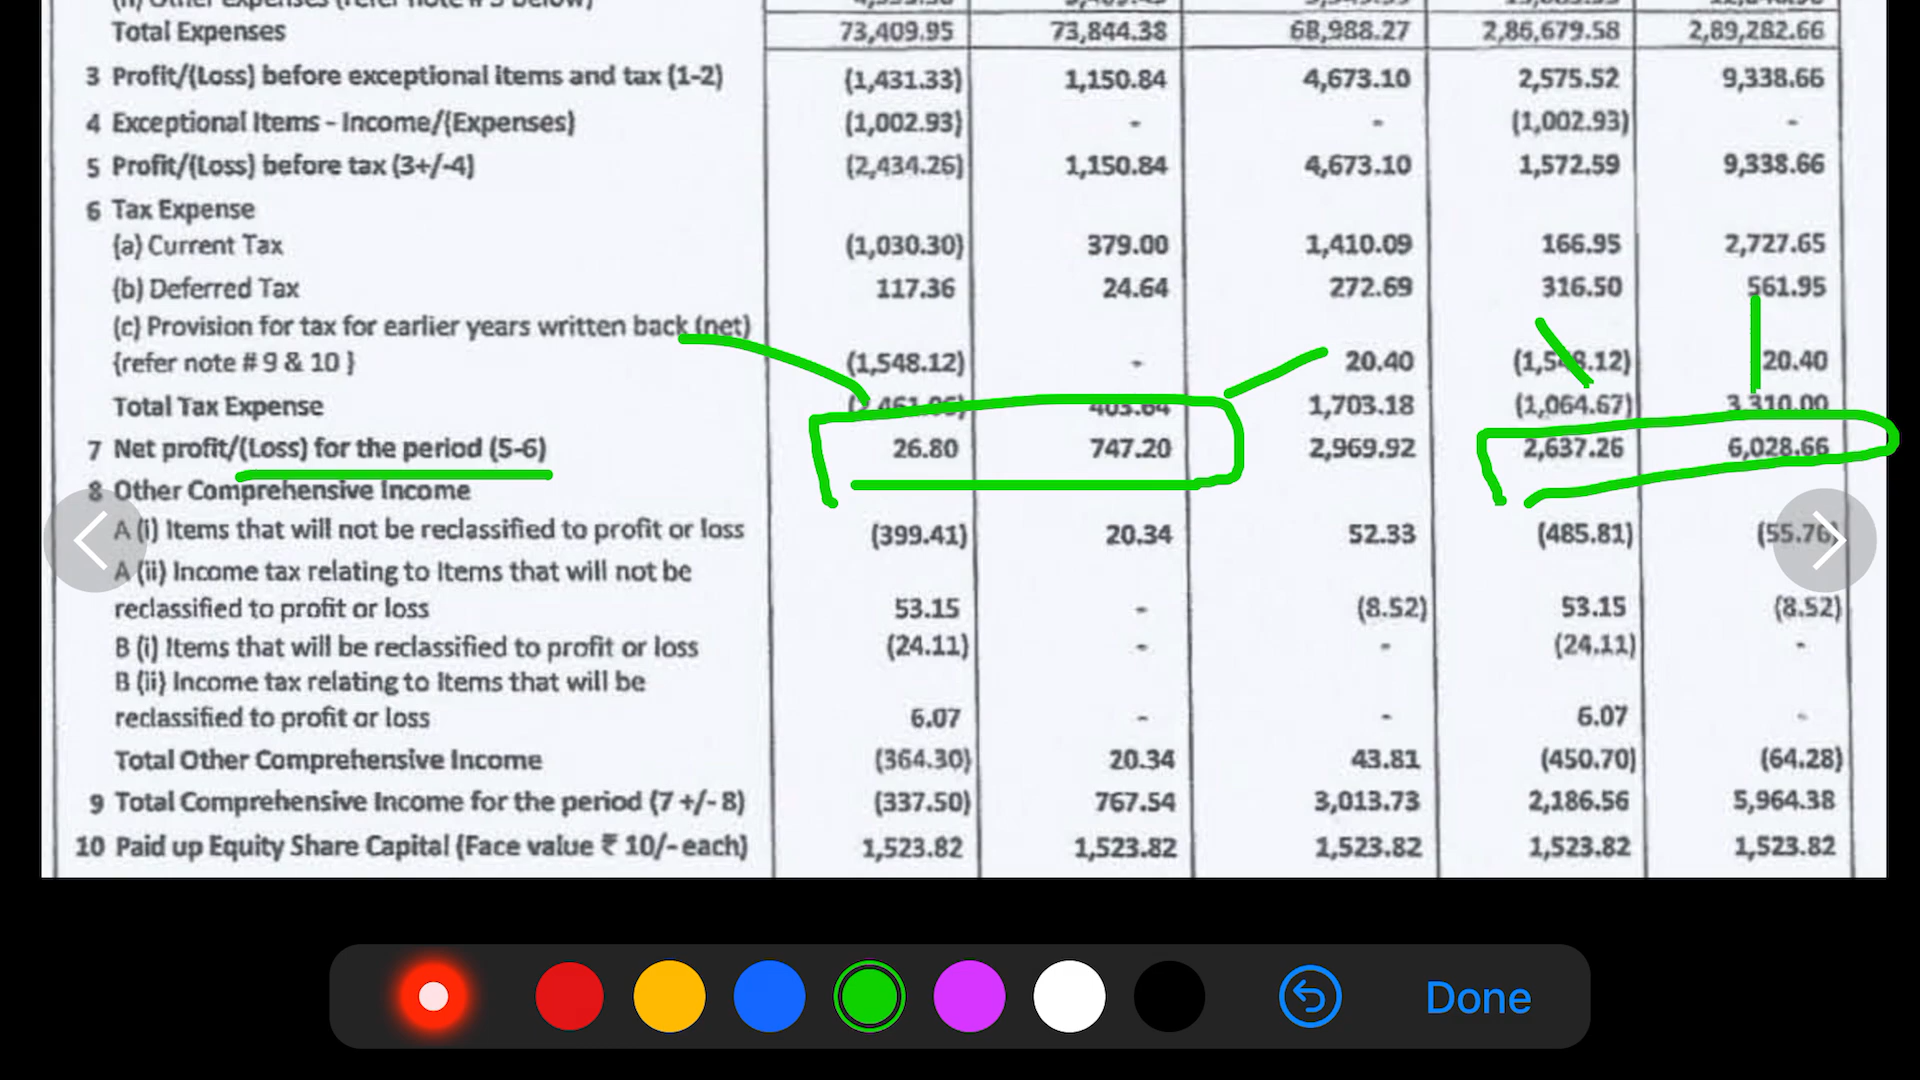 Total Expenses 73,409.95 73,844.38 68,988.27 2,86,679.58 2,89,282.66
3 Profit/(Loss) before exceptional items and tax (1-2) (1,431.33) 1,150.84 4,673.10 2,575.52 9,338.66
4 Exceptional Items - Income/(Expenses) (1,002.93) - - (1,002.93) -
5 Profit/(Loss) before tax (3+/-4) (2,434.26) 1,150.84 4,673.10 1,572.59 9,338.66
6 Tax Expense
(a) Current Tax (1,030.30) 379.00 1,410.09 166.95 2,727.65
(b) Deferred Tax 117.36 24.64 272.69 316.50 561.95
(c) Provision for tax for earlier years written back (net)
{refer note # 9 & 10 } (1,548.12) - 20.40 (1,548.12) 20.40
Total Tax Expense (2,461.06) 403.64 1,703.18 (1,064.67) 3,310.00
7 Net profit/(Loss) for the period (5-6) 26.80 747.20 2,969.92 2,637.26 6,028.66
8 Other Comprehensive Income
A (i) Items that will not be reclassified to profit or loss (399.41) 20.34 52.33 (485.81) (55.76)
A (ii) Income tax relating to Items that will not be
reclassified to profit or loss 53.15 - (8.52) 53.15 (8.52)
B (i) Items that will be reclassified to profit or loss (24.11) - - (24.11) -
B (ii) Income tax relating to Items that will be
reclassified to profit or loss 6.07 - - 6.07 -
Total Other Comprehensive Income (364.30) 20.34 43.81 (450.70) (64.28)
9 Total Comprehensive Income for the period (7 +/- 8) (337.50) 767.54 3,013.73 2,186.56 5,964.38
10 Paid up Equity Share Capital (Face value ₹ 10/- each) 1,523.82 1,523.82 1,523.82 1,523.82 1,523.82
Done